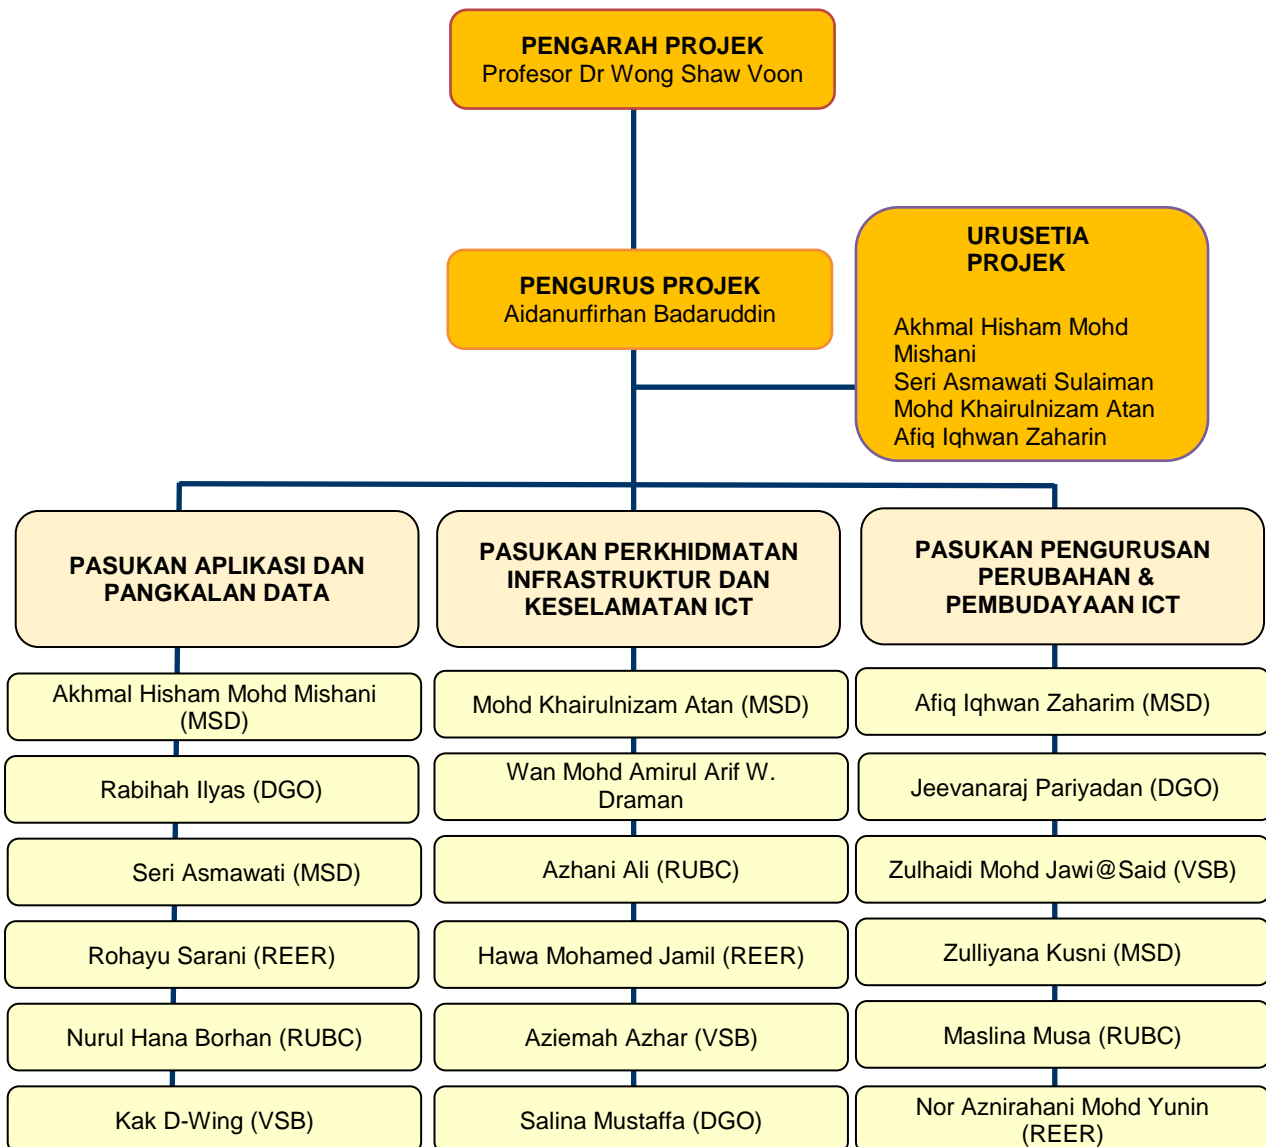 PENGARAH PROJEK
Profesor Dr Wong Shaw Voon
PENGURUS PROJEK
Aidanurfirhan Badaruddin
URUSETIA
PROJEK
Akhmal Hisham Mohd
Mishani
Seri Asmawati Sulaiman
Mohd Khairulnizam Atan
Afiq Iqhwan Zaharin
PASUKAN APLIKASI DAN
PANGKALAN DATA
Akhmal Hisham Mohd Mishani
(MSD)
Rabihah Ilyas (DGO)
Seri Asmawati (MSD)
Rohayu Sarani (REER)
Nurul Hana Borhan (RUBC)
Kak D-Wing (VSB)
PASUKAN PERKHIDMATAN
INFRASTRUKTUR DAN
KESELAMATAN ICT
Mohd Khairulnizam Atan (MSD)
Wan Mohd Amirul Arif W.
Draman
Azhani Ali (RUBC)
Hawa Mohamed Jamil (REER)
Aziemah Azhar (VSB)
Salina Mustaffa (DGO)
PASUKAN PENGURUSAN
PERUBAHAN &
PEMBUDAYAAN ICT
Afiq Iqhwan Zaharim (MSD)
Jeevanaraj Pariyadan (DGO)
Zulhaidi Mohd Jawi@Said (VSB)
Zulliyana Kusni (MSD)
Maslina Musa (RUBC)
Nor Aznirahani Mohd Yunin
(REER)